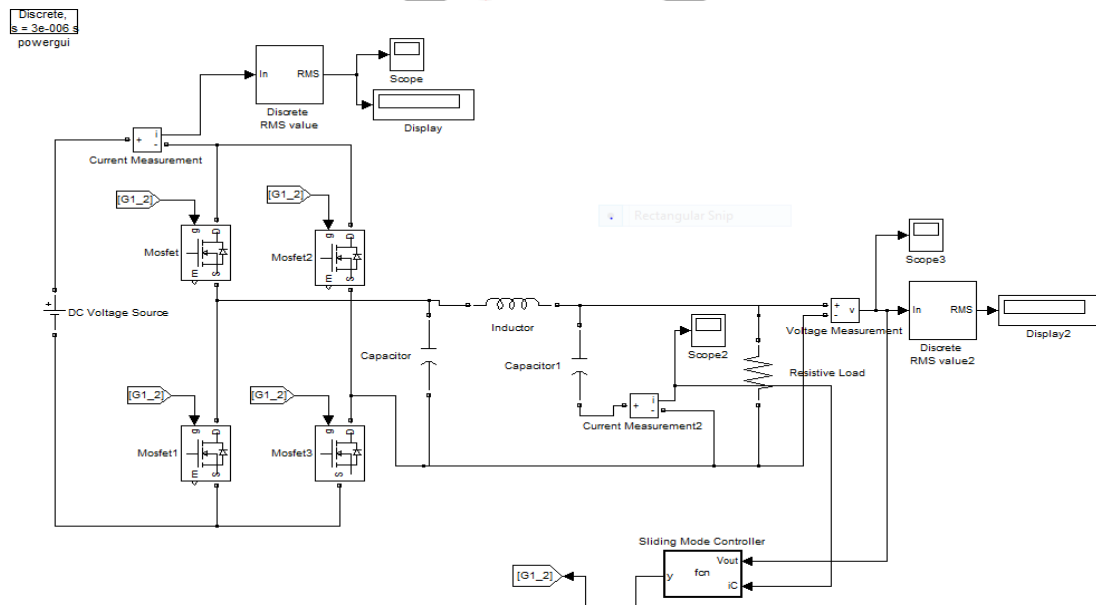 Discrete,
s = 3e-006 s
powergui
In
RMS
Discrete
RMS value
Scope
Display
+
i
-
Current Measurement
[G1_2]
[G1_2]
g
D
Mosfet
m
S
g
D
Mosfet2
m
S
Rectangular Snip
+
DC Voltage Source
Scope3
In
RMS
Discrete
RMS value2
Display2
+
-
v
Voltage Measurement
Inductor
Scope2
Capacitor
Capacitor1
Resistive Load
+
i
-
Current Measurement2
[G1_2]
[G1_2]
g
D
Mosfet1
m
S
g
D
Mosfet3
S
Sliding Mode Controller
y
fcn
Vout
iC
[G1_2]